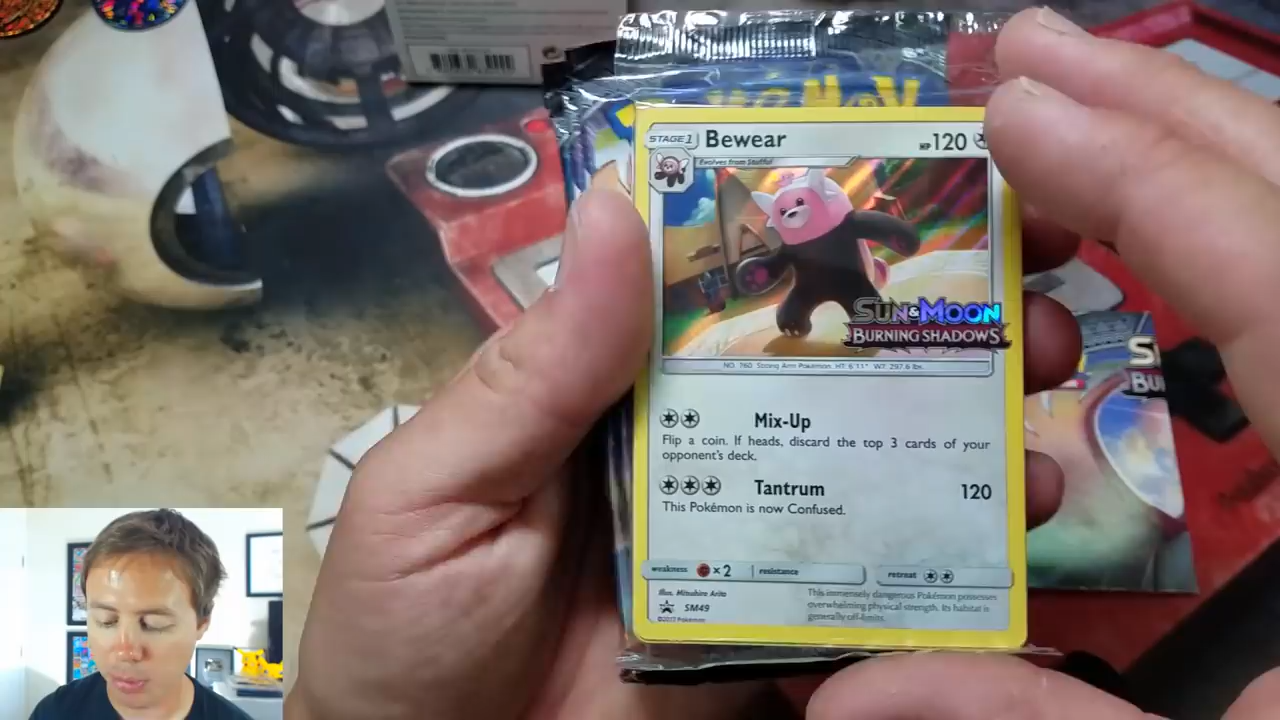 STAGE 1 Bewear HP 120
Evolves from Stufful
SUN & MOON
BURNING SHADOWS
NO. 760 Strong Arm Pokémon HT: 6'11" WT: 297.6 lbs.
Mix-Up
Flip a coin. If heads, discard the top 3 cards of your
opponent's deck.
Tantrum 120
This Pokémon is now Confused.
weakness ×2 resistance retreat
Illus. Mitsuhiro Arita
SM49
©2017 Pokémon
This immensely dangerous Pokémon possesses
overwhelming physical strength. Its habitat is
generally off-limits.